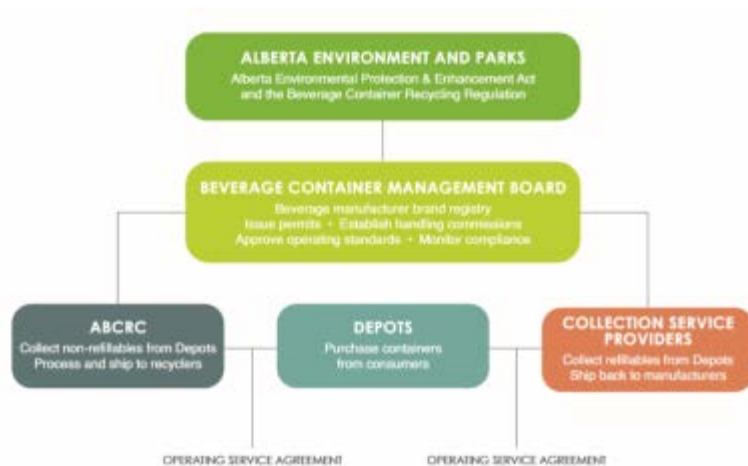 ALBERTA ENVIRONMENT AND PARKS
Alberta Environmental Protection & Enhancement Act
and the Beverage Container Recycling Regulation
BEVERAGE CONTAINER MANAGEMENT BOARD
Beverage manufacturer brand registry
Issue permits • Establish handling commissions
Approve operating standards • Monitor compliance
ABCRC
Collect non-refillables from Depots
Process and ship to recyclers
DEPOTS
Purchase containers
from consumers
COLLECTION SERVICE
PROVIDERS
Collect refillables from Depots
Ship back to manufacturers
OPERATING SERVICE AGREEMENT
OPERATING SERVICE AGREEMENT